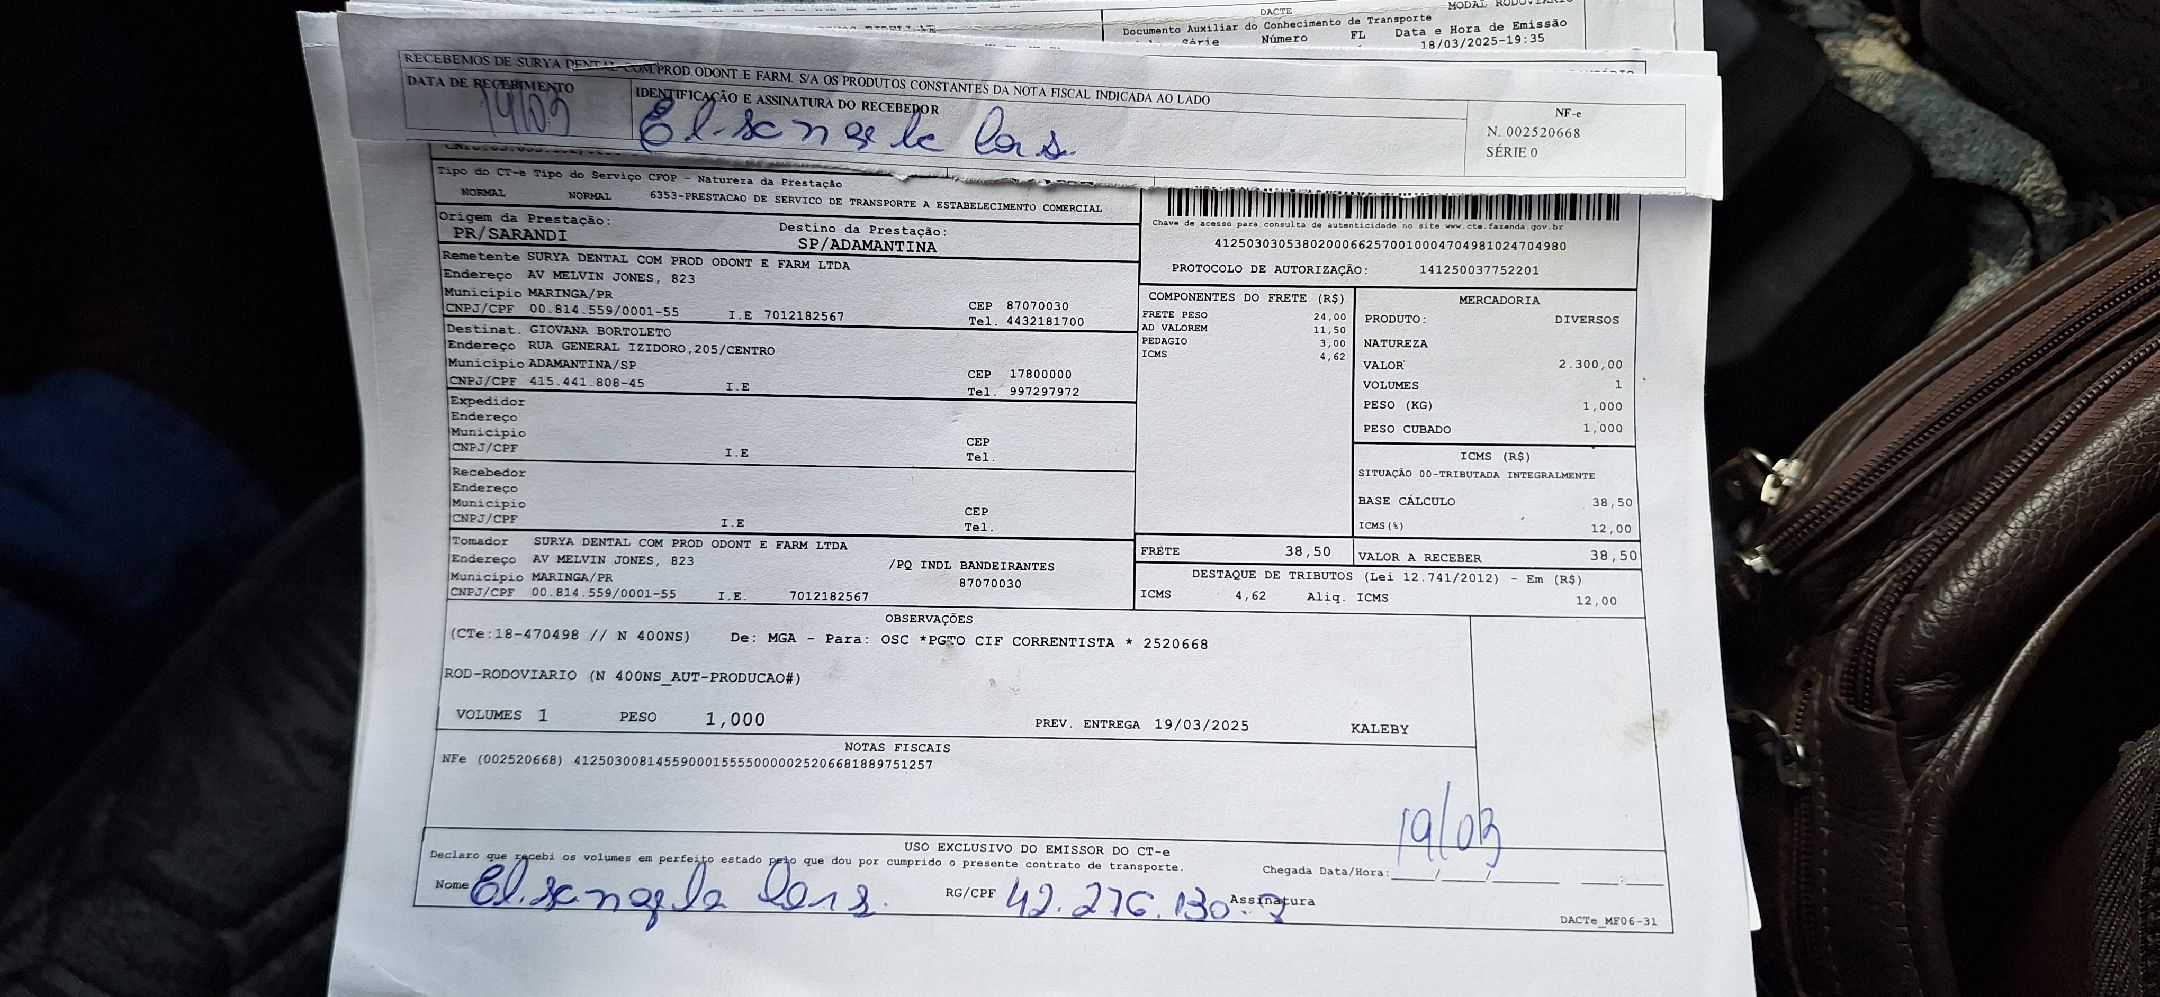 DACTE
MODAL RODOVIÁRIO
Documento Auxiliar do Conhecimento de Transporte
Série Número FL Data e Hora de Emissão
18/03/2025-19:35
RECEBEMOS DE SURYA DENTAL COM.PROD.ODONT.E FARM. S/A OS PRODUTOS CONSTANTES DA NOTA FISCAL INDICADA AO LADO
DATA DE RECEBIMENTO IDENTIFICAÇÃO E ASSINATURA DO RECEBEDOR
19/03
NF-e
N. 002520668
SÉRIE 0
Tipo do CT-e Tipo do Serviço CFOP - Natureza da Prestação
NORMAL NORMAL 6353-PRESTACAO DE SERVICO DE TRANSPORTE A ESTABELECIMENTO COMERCIAL
Origem da Prestação: Destino da Prestação:
PR/SARANDI SP/ADAMANTINA
Chave de acesso para consulta de autenticidade no site www.cte.fazenda.gov.br
41250303053802000662570010004704981024704980
PROTOCOLO DE AUTORIZAÇÃO: 141250037752201
Remetente SURYA DENTAL COM PROD ODONT E FARM LTDA
Endereço AV MELVIN JONES, 823
Município MARINGA/PR CEP 87070030
CNPJ/CPF 00.814.559/0001-55 I.E 7012182567 Tel. 4432181700
Destinat. GIOVANA BORTOLETO
Endereço RUA GENERAL IZIDORO,205/CENTRO
Município ADAMANTINA/SP CEP 17800000
CNPJ/CPF 415.441.808-45 I.E Tel. 997297972
Expedidor
Endereço
Município CEP
CNPJ/CPF I.E Tel.
Recebedor
Endereço
Município CEP
CNPJ/CPF I.E Tel.
Tomador SURYA DENTAL COM PROD ODONT E FARM LTDA
Endereço AV MELVIN JONES, 823 /PQ INDL BANDEIRANTES
Município MARINGA/PR 87070030
CNPJ/CPF 00.814.559/0001-55 I.E. 7012182567
COMPONENTES DO FRETE (R$)
FRETE PESO 24,00
AD VALOREM 11,50
PEDAGIO 3,00
ICMS 4,62
MERCADORIA
PRODUTO: DIVERSOS
NATUREZA
VALOR 2.300,00
VOLUMES 1
PESO (KG) 1,000
PESO CUBADO 1,000
ICMS (R$)
SITUAÇÃO 00-TRIBUTADA INTEGRALMENTE
BASE CÁLCULO 38,50
ICMS(%) 12,00
FRETE 38,50 VALOR A RECEBER 38,50
DESTAQUE DE TRIBUTOS (Lei 12.741/2012) - Em (R$)
ICMS 4,62 Aliq. ICMS 12,00
OBSERVAÇÕES
(CTe:18-470498 // N 400NS) De: MGA - Para: OSC *PGTO CIF CORRENTISTA * 2520668
ROD-RODOVIARIO (N 400NS_AUT-PRODUCAO#)
VOLUMES 1 PESO 1,000 PREV. ENTREGA 19/03/2025 KALEBY
NOTAS FISCAIS
NFe (002520668) 41250300814559000155550000025206681889751257
19/03
USO EXCLUSIVO DO EMISSOR DO CT-e
Declaro que recebi os volumes em perfeito estado pelo que dou por cumprido o presente contrato de transporte. Chegada Data/Hora:
Nome RG/CPF 42.276.130 Assinatura
DACTe_MF06-31